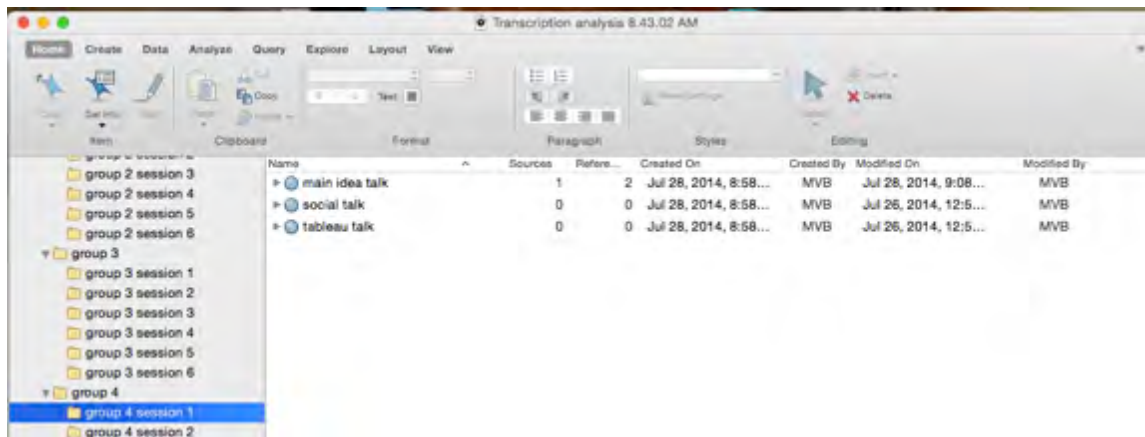 Transcription analysis 8.43.02 AM
Home Create Data Analyze Query Explore Layout View
Get Info Copy Text Delete
Item Clipboard Format Paragraph Styles Editing
Name Sources Refere... Created On Created By Modified On Modified By
main idea talk 1 2 Jul 28, 2014, 8:58... MVB Jul 28, 2014, 9:08... MVB
social talk 0 0 Jul 28, 2014, 8:58... MVB Jul 26, 2014, 12:5... MVB
tableau talk 0 0 Jul 28, 2014, 8:58... MVB Jul 26, 2014, 12:5... MVB
group 2 session 3
group 2 session 4
group 2 session 5
group 2 session 6
group 3
group 3 session 1
group 3 session 2
group 3 session 3
group 3 session 4
group 3 session 5
group 3 session 6
group 4
group 4 session 1
group 4 session 2